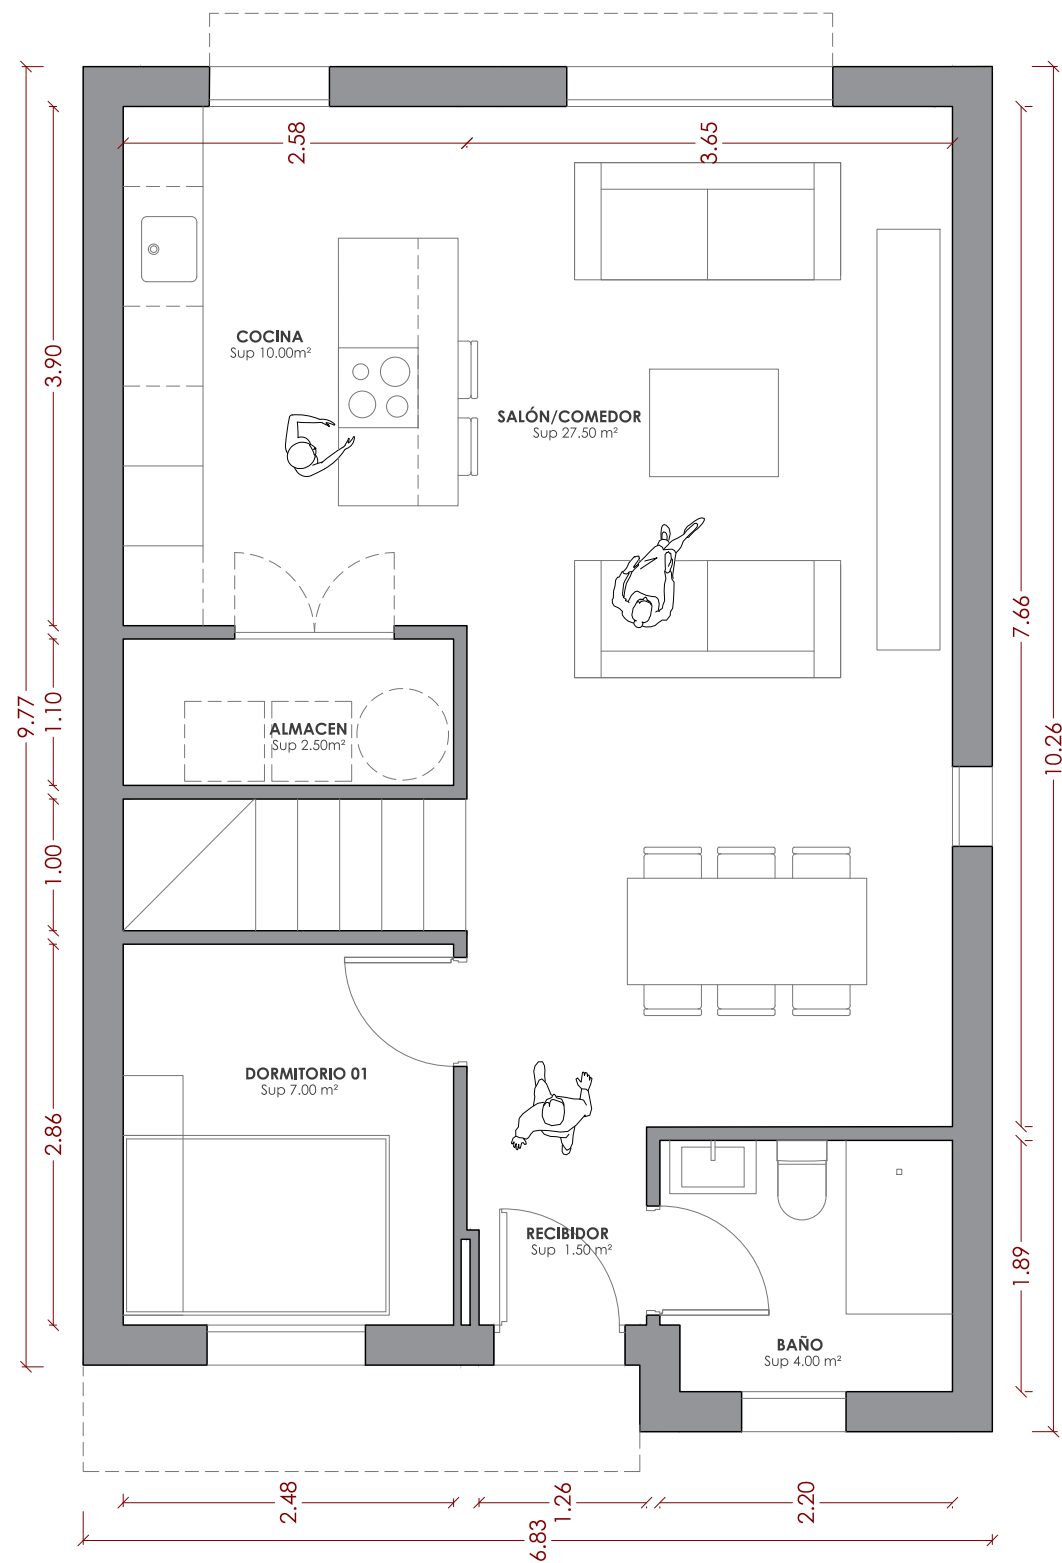 2.58
3.65
COCINA
Sup 10.00m²
3.90
SALÓN/COMEDOR
Sup 27.50 m²
7.66
9.77
1.10
ALMACEN
Sup 2.50m²
10.26
1.00
DORMITORIO 01
Sup 7.00 m²
2.86
RECIBIDOR
Sup 1.50 m²
1.89
BAÑO
Sup 4.00 m²
2.48
1.26
2.20
6.83